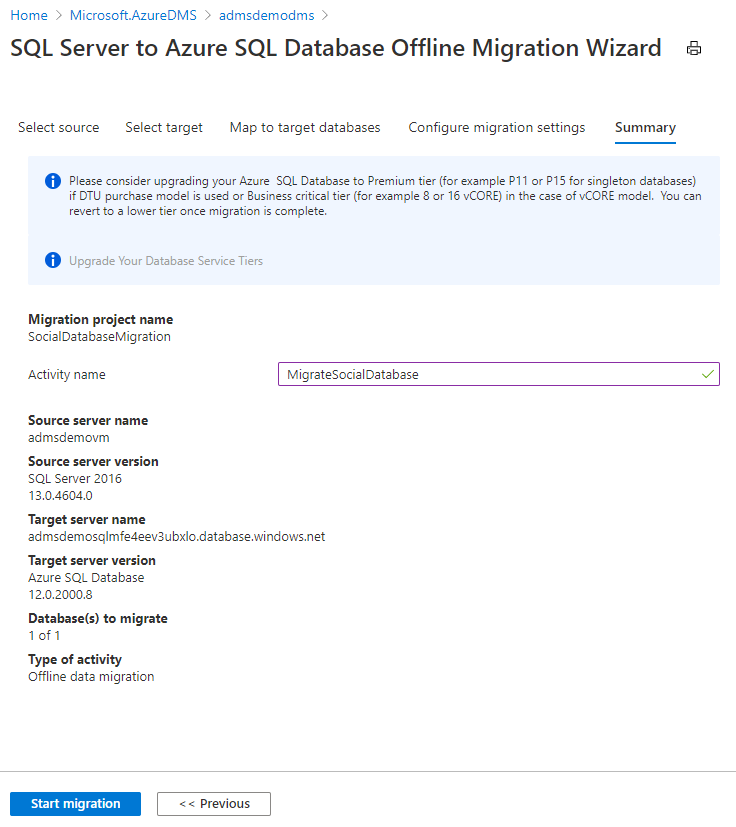 Home > Microsoft.AzureDMS > admsdemodms >
SQL Server to Azure SQL Database Offline Migration Wizard
Select source Select target Map to target databases Configure migration settings Summary
Please consider upgrading your Azure SQL Database to Premium tier (for example P11 or P15 for singleton databases)
if DTU purchase model is used or Business critical tier (for example 8 or 16 vCORE) in the case of vCORE model. You can
revert to a lower tier once migration is complete.
Upgrade Your Database Service Tiers
Migration project name
SocialDatabaseMigration
Activity name MigrateSocialDatabase
Source server name
admsdemovm
Source server version
SQL Server 2016
13.0.4604.0
Target server name
admsdemosqlmfe4eev3ubxlo.database.windows.net
Target server version
Azure SQL Database
12.0.2000.8
Database(s) to migrate
1 of 1
Type of activity
Offline data migration
Start migration << Previous